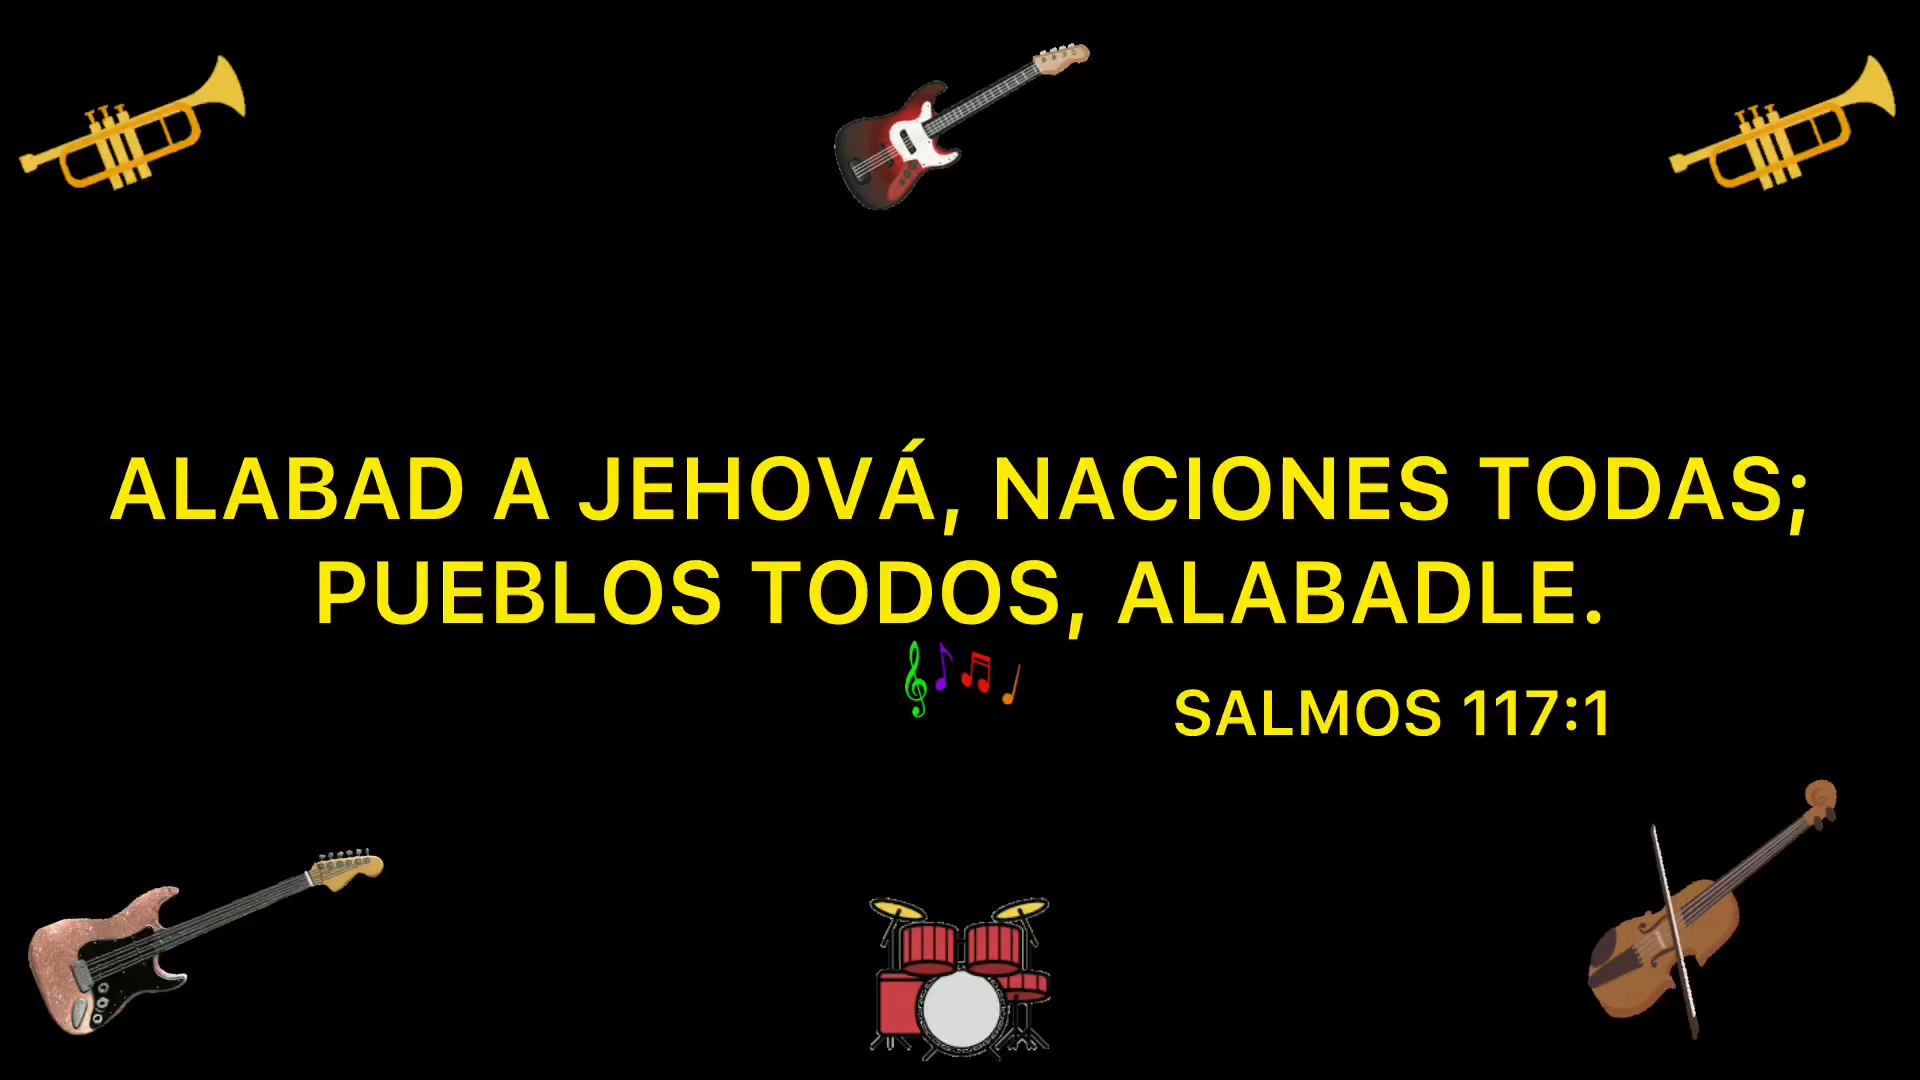 ALABAD A JEHOVÁ, NACIONES TODAS;
PUEBLOS TODOS, ALABADLE.
SALMOS 117:1